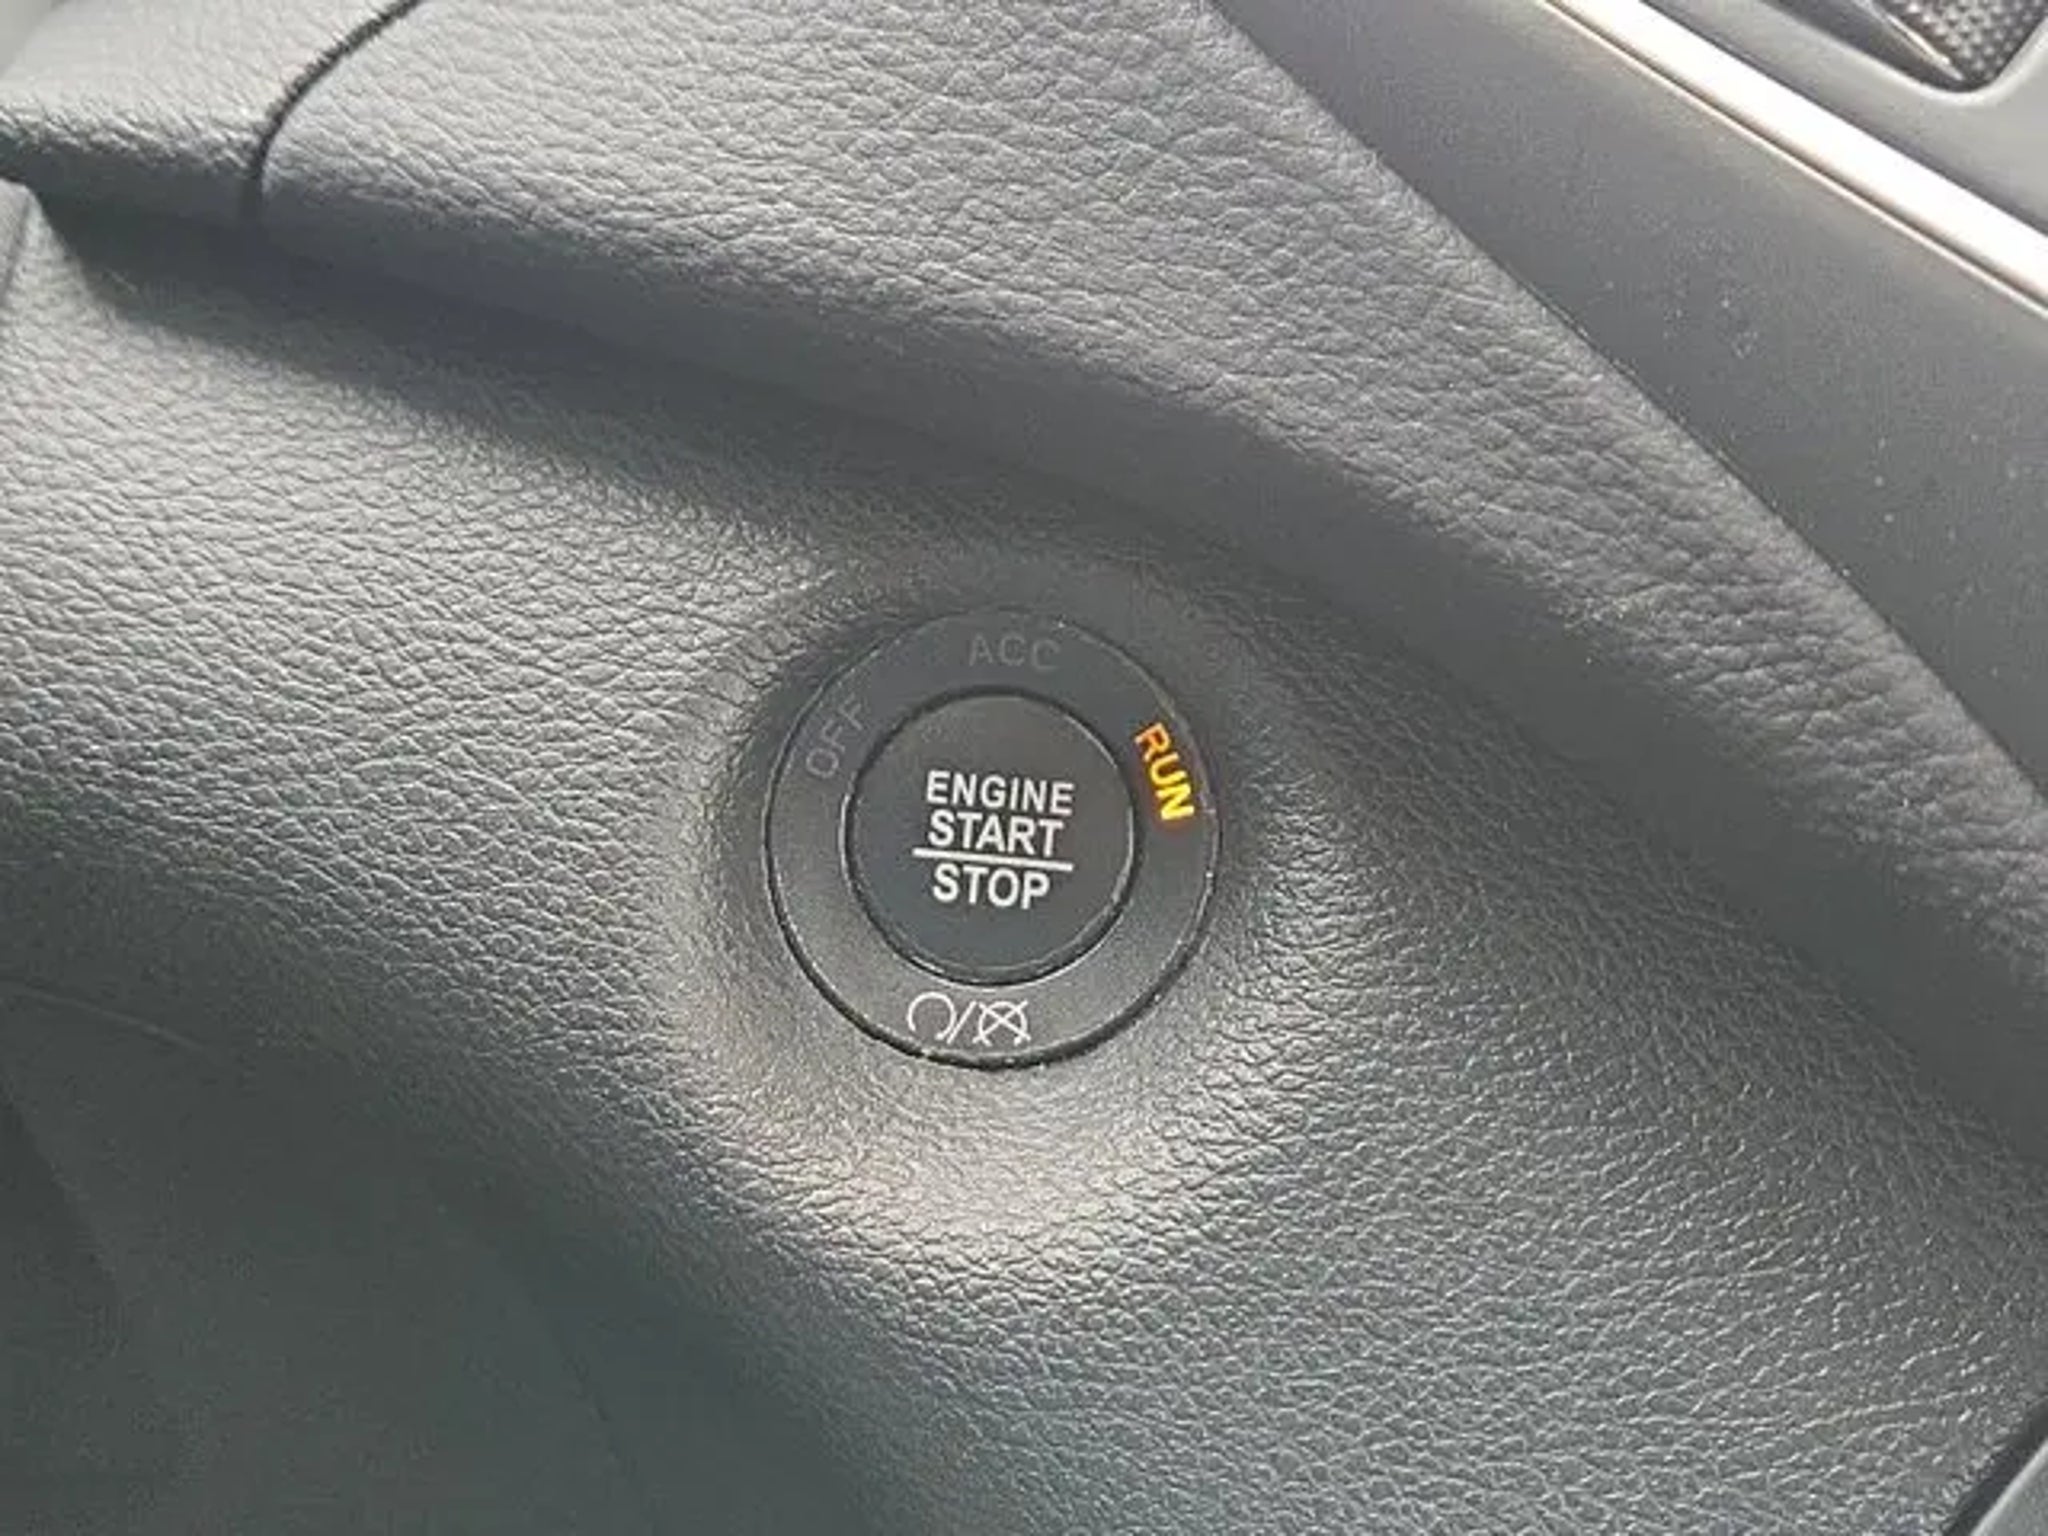 ACC
OFF
RUN
ENGINE
START
STOP